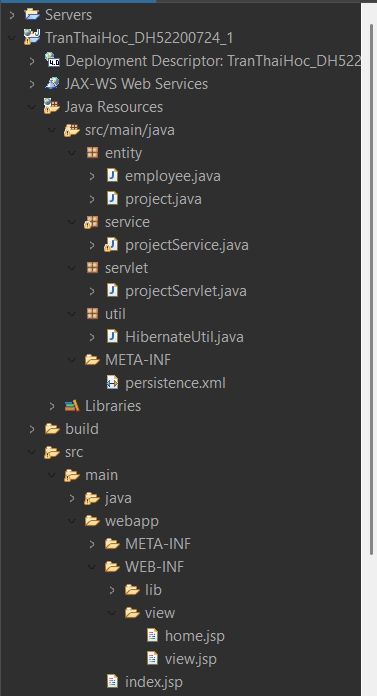 Servers
TranThaiHoc_DH52200724_1
Deployment Descriptor: TranThaiHoc_DH522
JAX-WS Web Services
Java Resources
src/main/java
entity
employee.java
project.java
service
projectService.java
servlet
projectServlet.java
util
HibernateUtil.java
META-INF
persistence.xml
Libraries
build
src
main
java
webapp
META-INF
WEB-INF
lib
view
home.jsp
view.jsp
index.jsp